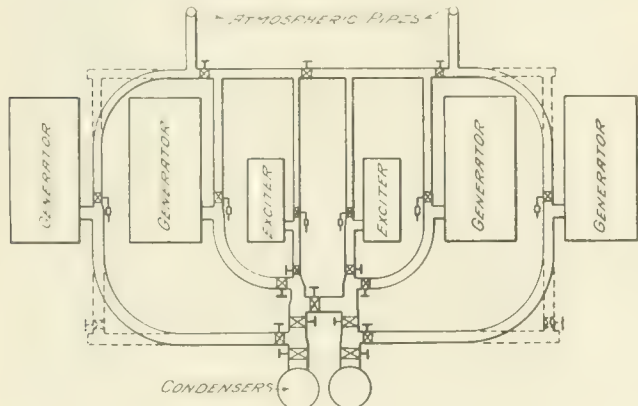 ATMOSPHERIC PIPES
GENERATOR
GENERATOR
EXCITER
EXCITER
GENERATOR
GENERATOR
CONDENSERS